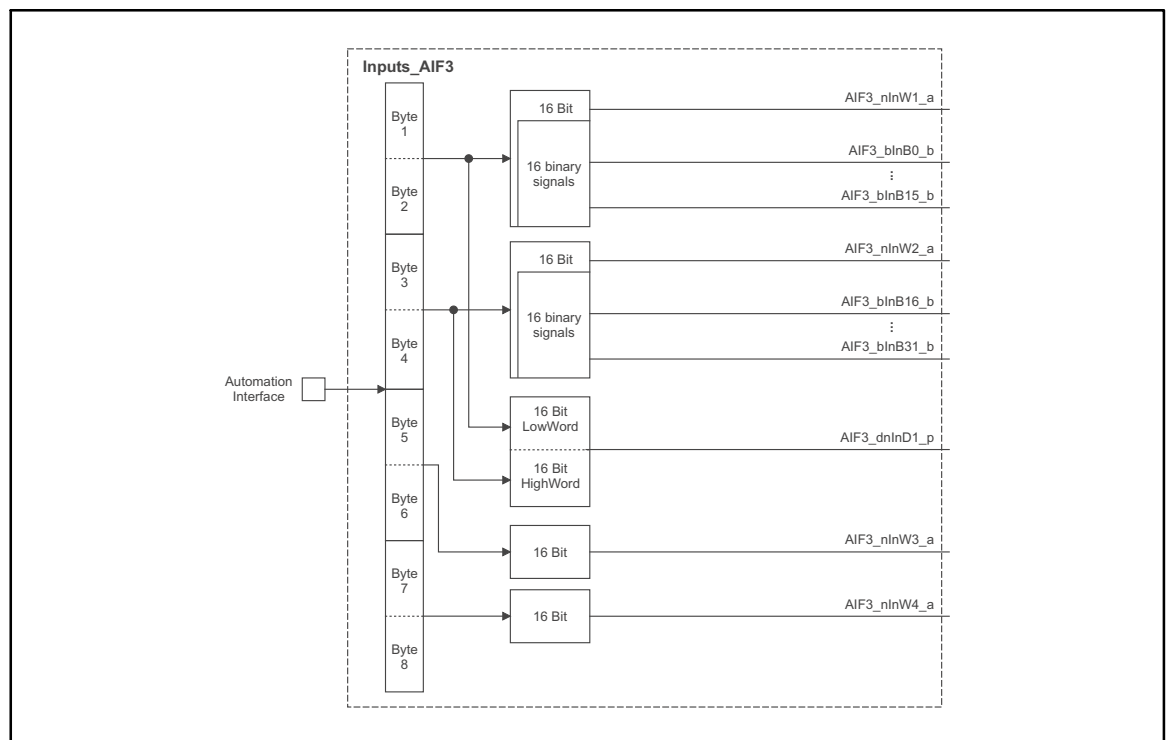 Inputs_AIF3
Byte
1
Byte
2
Byte
3
Byte
4
Byte
5
Byte
6
Byte
7
Byte
8
Automation
Interface
16 Bit
16 binary
signals
AIF3_nInW1_a
AIF3_bInB0_b
...
AIF3_bInB15_b
16 Bit
16 binary
signals
AIF3_nInW2_a
AIF3_bInB16_b
...
AIF3_bInB31_b
16 Bit
LowWord
16 Bit
HighWord
AIF3_dnInD1_p
16 Bit
AIF3_nInW3_a
16 Bit
AIF3_nInW4_a